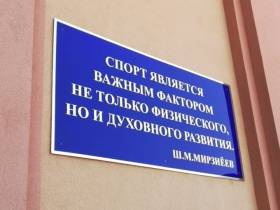 СПОРТ ЯВЛЯЕТСЯ
ВАЖНЫМ ФАКТОРОМ
НЕ ТОЛЬКО ФИЗИЧЕСКОГО,
НО И ДУХОВНОГО РАЗВИТИЯ.
Ш.М.МИРЗИЁЕВ